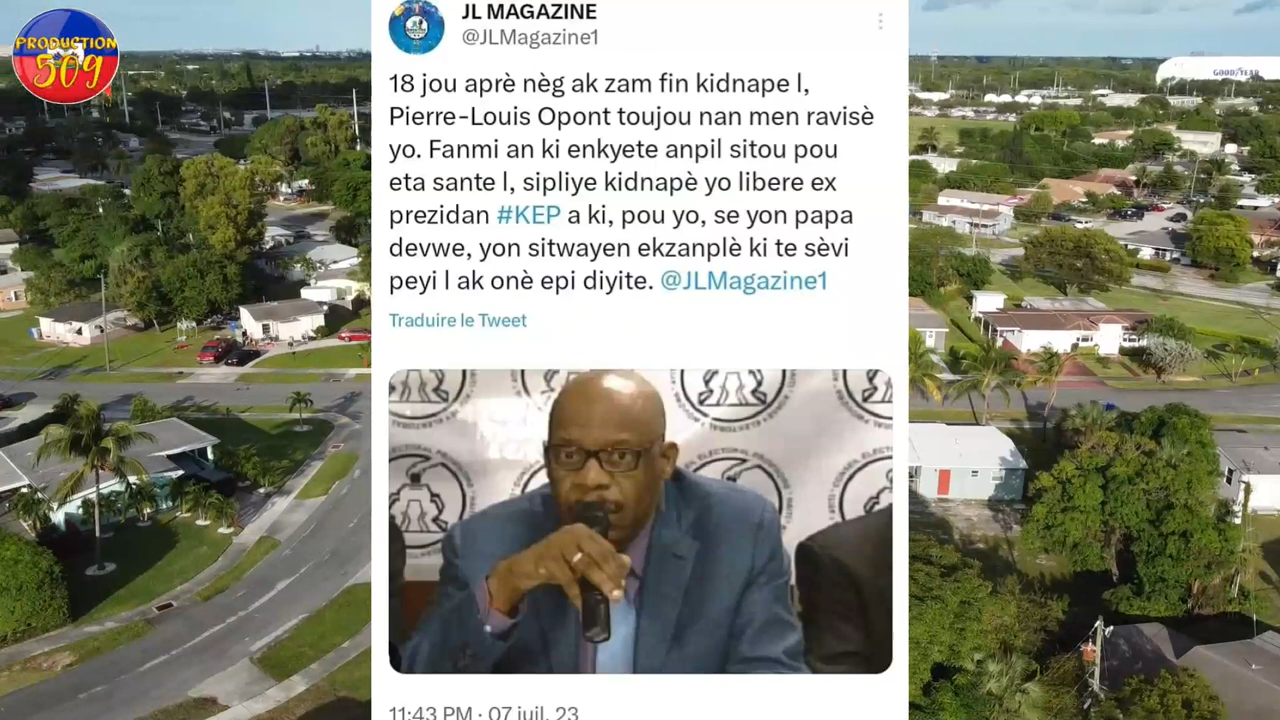 PRODUCTION
509
JL MAGAZINE
@JLMagazine1
18 jou aprè nèg ak zam fin kidnape l,
Pierre-Louis Opont toujou nan men ravisè
yo. Fanmi an ki enkyete anpil sitou pou
eta sante l, sipliye kidnapè yo libere ex
prezidan #KEP a ki, pou yo, se yon papa
devwe, yon sitwayen ekzanplè ki te sèvi
peyi l ak onè epi diyite. @JLMagazine1
Traduire le Tweet
11:43 PM · 07 juil. 23
GOODYEAR